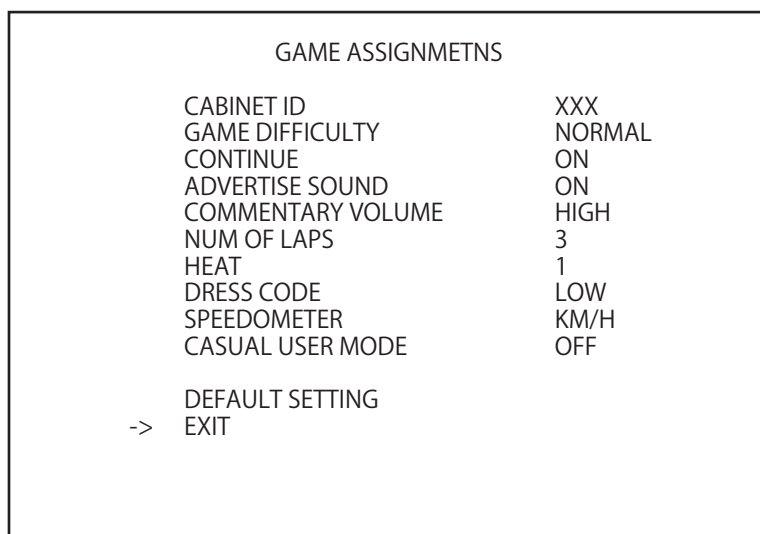 GAME ASSIGNMETNS
CABINET ID XXX
GAME DIFFICULTY NORMAL
CONTINUE ON
ADVERTISE SOUND ON
COMMENTARY VOLUME HIGH
NUM OF LAPS 3
HEAT 1
DRESS CODE LOW
SPEEDOMETER KM/H
CASUAL USER MODE OFF
DEFAULT SETTING
-> EXIT